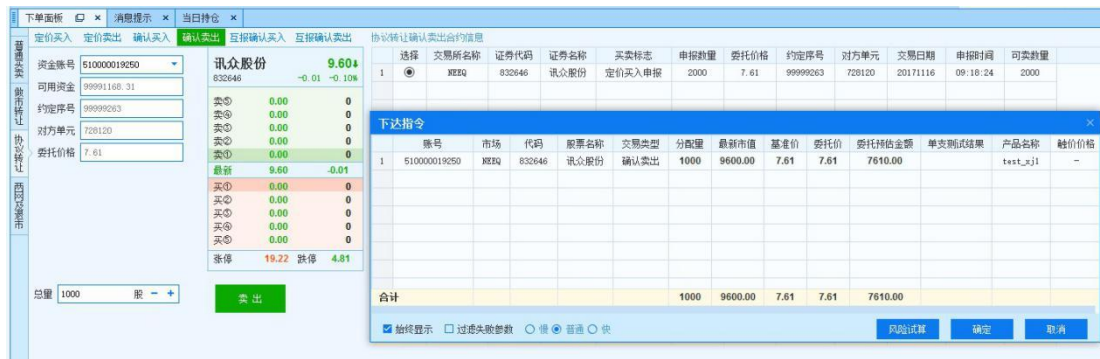 下单面板 消息提示 当日持仓
普通买卖
做市转让
协议转让
两网及退市
定价买入 定价卖出 确认买入 确认卖出 互报确认买入 互报确认卖出
资金账号 510000019250
可用资金 99991168.31
约定序号 99999263
对方单元 728120
委托价格 7.61
总量 1000 股 - +
讯众股份 9.60↓
832646 -0.01 -0.10%
卖⑤ 0.00 0
卖④ 0.00 0
卖③ 0.00 0
卖② 0.00 0
卖① 0.00 0
最新 9.60 -0.01
买① 0.00 0
买② 0.00 0
买③ 0.00 0
买④ 0.00 0
买⑤ 0.00 0
涨停 19.22 跌停 4.81
卖出
协议转让确认卖出合约信息
选择 交易所名称 证券代码 证券名称 买卖标志 申报数量 委托价格 约定序号 对方单元 交易日期 申报时间 可卖数量
1 NEEQ 832646 讯众股份 定价买入申报 2000 7.61 99999263 728120 20171116 09:18:24 2000
下达指令
账号 市场 代码 股票名称 交易类型 分配量 最新市值 基准价 委托价 委托预估金额 单支测试结果 产品名称 触价价格
1 510000019250 NEEQ 832646 讯众股份 确认卖出 1000 9600.00 7.61 7.61 7610.00 test_xj1 -
合计 1000 9600.00 7.61 7.61 7610.00
始终显示 过滤失败参数 慢 普通 快 风险试算 确定 取消